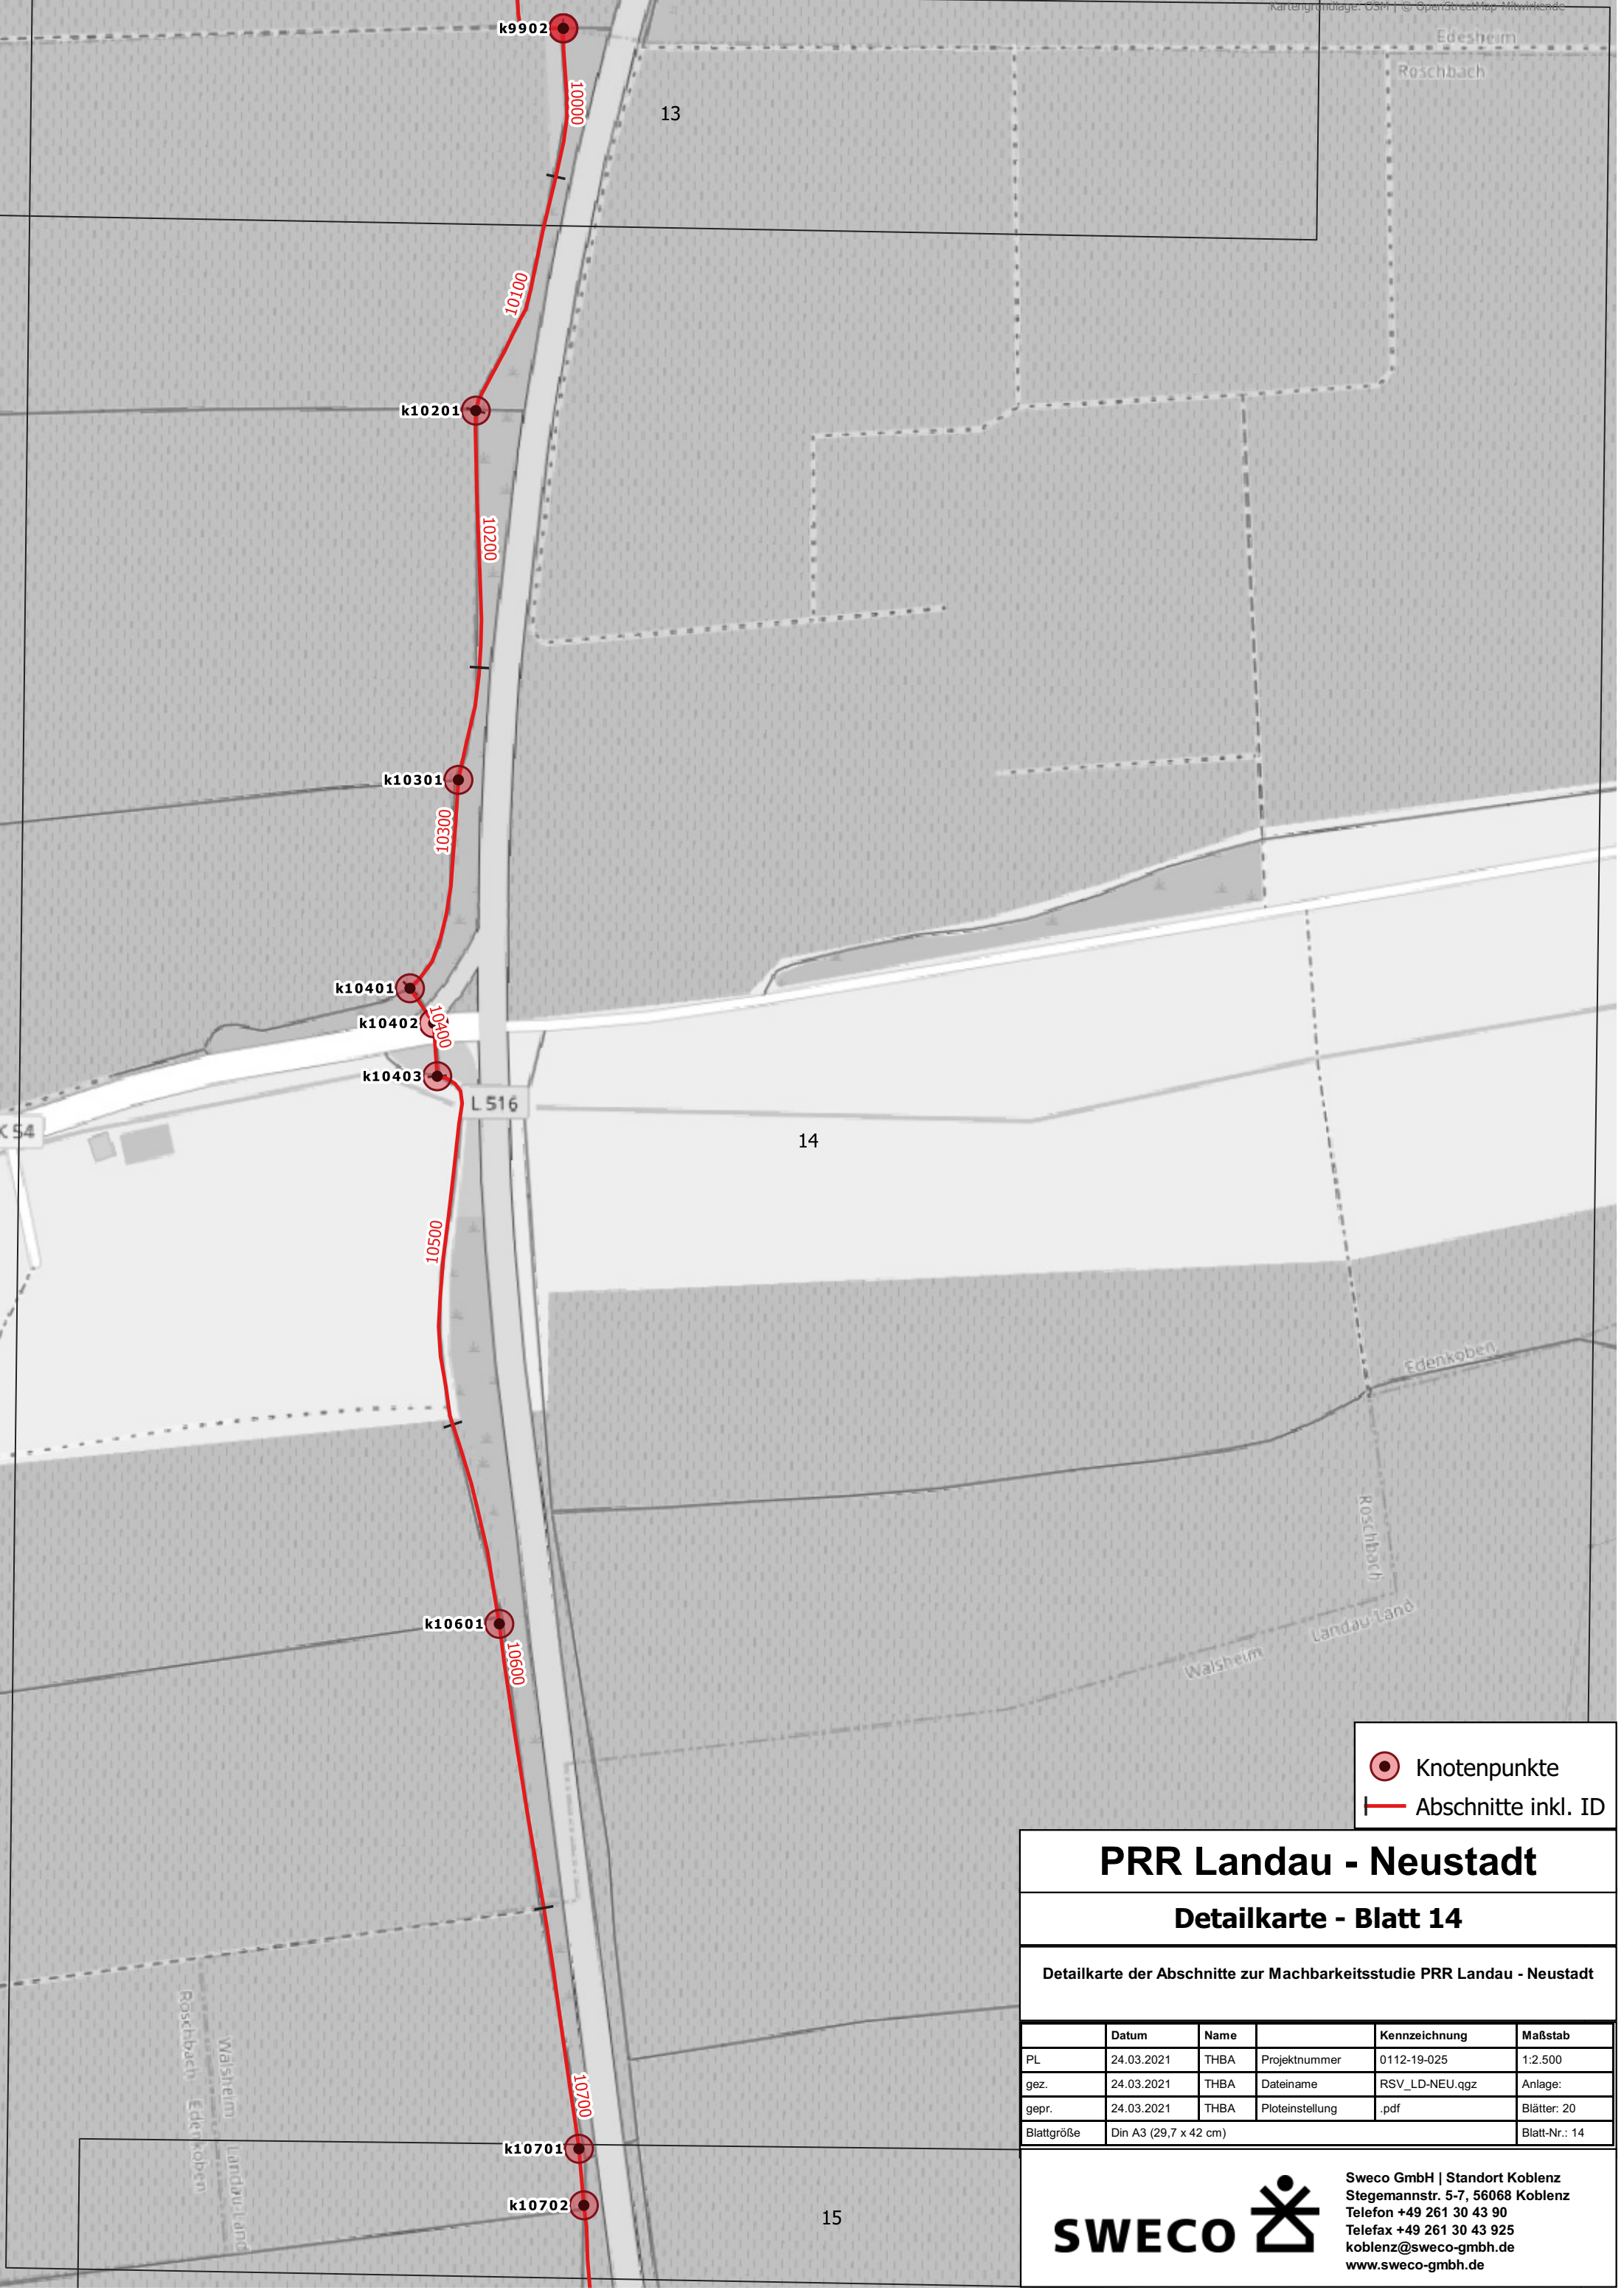 Kartengrundlage: OSM | © OpenStreetMap Mitwirkende
k9902
Edesheim
Roschbach
10000
13
10100
k10201
10200
k10301
10300
k10401
k10402
10400
k10403
L 516
K 54
14
10500
Edenkoben
Roschbach
k10601
10600
Landau-Land
Walsheim
Knotenpunkte
Abschnitte inkl. ID
PRR Landau - Neustadt
Detailkarte - Blatt 14
Detailkarte der Abschnitte zur Machbarkeitsstudie PRR Landau - Neustadt
Datum Name Kennzeichnung Maßstab
PL 24.03.2021 THBA Projektnummer 0112-19-025 1:2.500
gez. 24.03.2021 THBA Dateiname RSV_LD-NEU.qgz Anlage:
gepr. 24.03.2021 THBA Ploteinstellung .pdf Blätter: 20
Blattgröße Din A3 (29,7 x 42 cm) Blatt-Nr.: 14
Roschbach
Walsheim
Edenkoben
Landau-Land
10700
k10701
k10702
15
SWECO
Sweco GmbH | Standort Koblenz
Stegemannstr. 5-7, 56068 Koblenz
Telefon +49 261 30 43 90
Telefax +49 261 30 43 925
koblenz@sweco-gmbh.de
www.sweco-gmbh.de